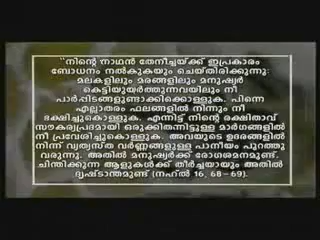 "നിന്റെ നാഥൻ തേനീച്ചയ്ക്ക് ഇപ്രകാരം
ബോധനം നൽകുകയും ചെയ്തിരിക്കുന്നു:
മലകളിലും മരങ്ങളിലും മനുഷ്യർ
കെട്ടിയുയർത്തുന്നവയിലും നീ
പാർപ്പിടങ്ങളുണ്ടാക്കിക്കൊള്ളുക. പിന്നെ
എല്ലാതരം ഫലങ്ങളിൽ നിന്നും നീ
ഭക്ഷിച്ചുകൊള്ളുക. എന്നിട്ട് നിന്റെ രക്ഷിതാവ്
സൗകര്യപ്രദമായി ഒരുക്കിതന്നിട്ടുള്ള മാർഗങ്ങളിൽ
നീ പ്രവേശിച്ചുകൊള്ളുക. അവയുടെ ഉദരങ്ങളിൽ
നിന്ന് വ്യത്യസ്ത വർണ്ണങ്ങളുള്ള പാനീയം പുറത്തു
വരുന്നു. അതിൽ മനുഷ്യർക്ക് രോഗശമനമുണ്ട്.
ചിന്തിക്കുന്ന ആളുകൾക്ക് തീർച്ചയായും അതിൽ
ദൃഷ്ടാന്തമുണ്ട് (നഹ്ൽ 16, 68–69).